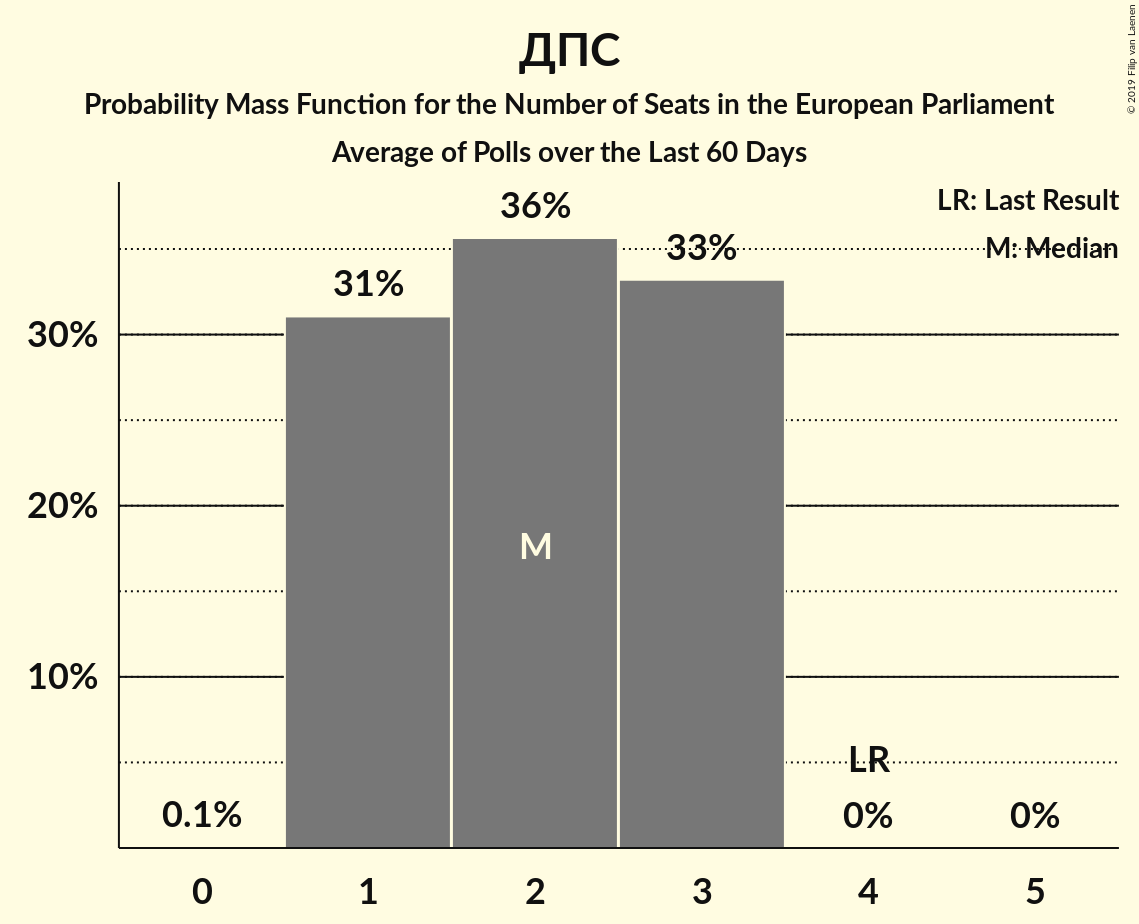 ДПС
Probability Mass Function for the Number of Seats in the European Parliament
Average of Polls over the Last 60 Days
© 2019 Filip van Laenen
LR: Last Result
M: Median
36%
33%
31%
30%
20%
10%
M
LR
0.1%
0%
0%
0 1 2 3 4 5